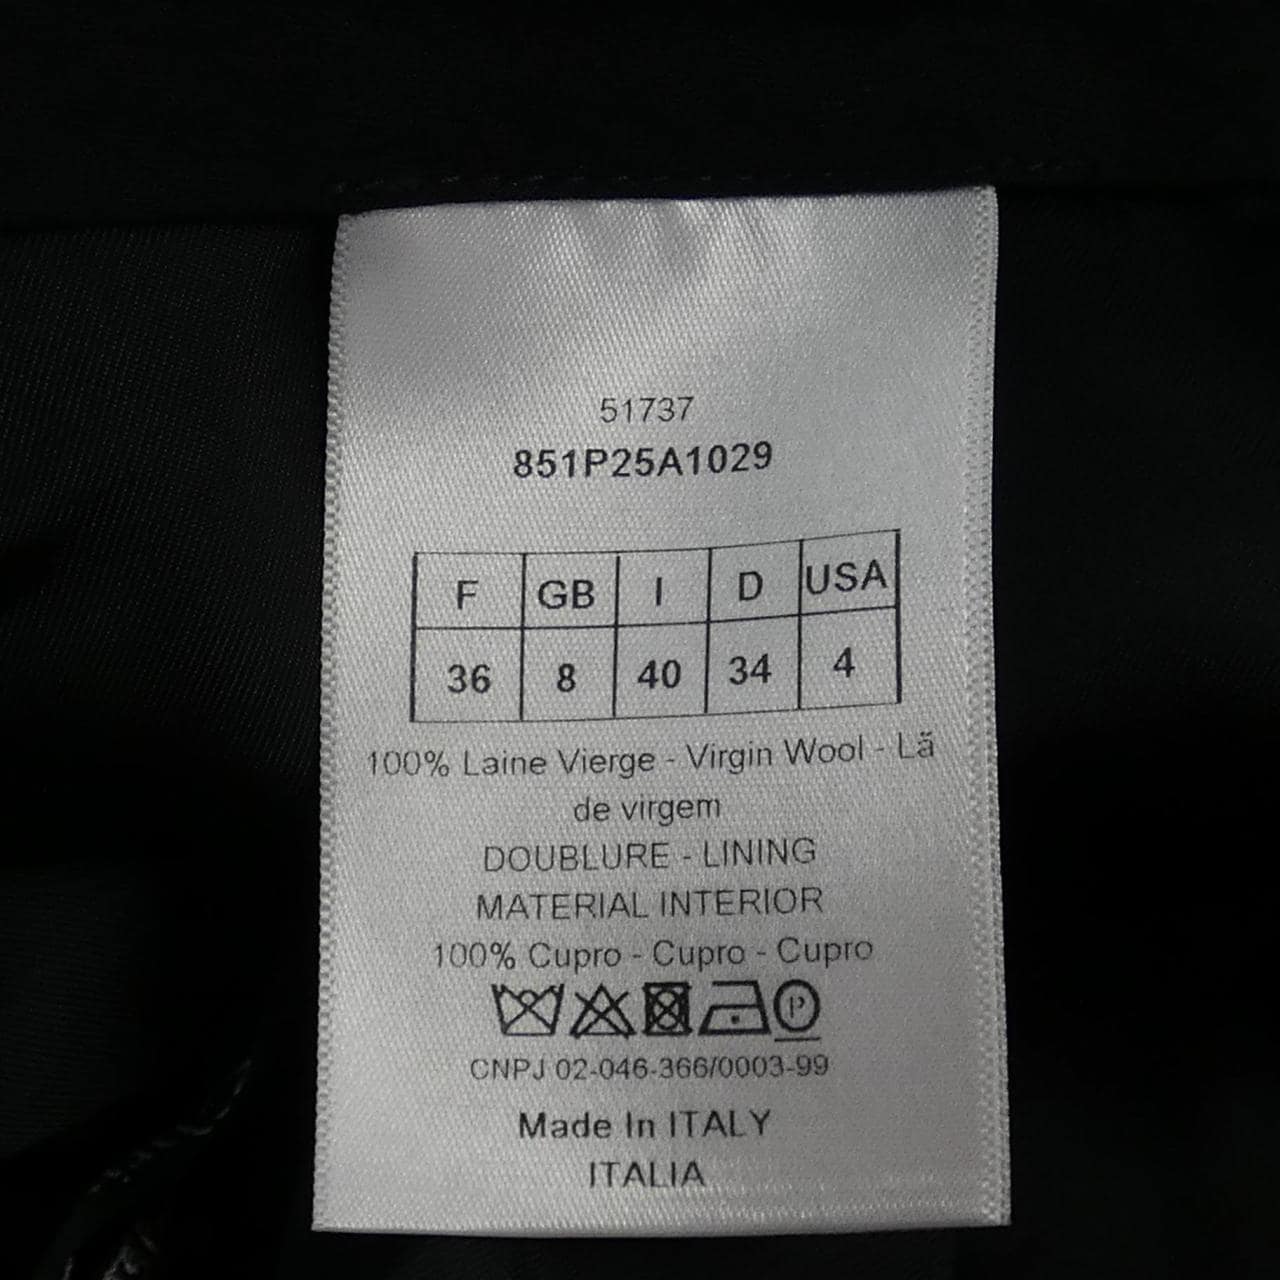 51737
851P25A1029
F GB I D USA
36 8 40 34 4
100% Laine Vierge - Virgin Wool - Lã
de virgem
DOUBLURE - LINING
MATERIAL INTERIOR
100% Cupro - Cupro - Cupro
P
CNPJ 02-046-366/0003-99
Made In ITALY
ITALIA